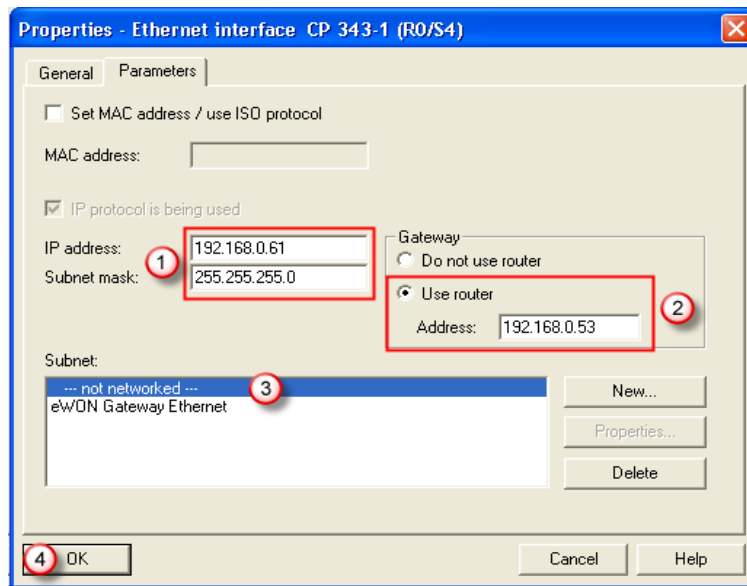 Properties - Ethernet interface CP 343-1 (R0/S4)
General Parameters
Set MAC address / use ISO protocol
MAC address:
IP protocol is being used
IP address: 192.168.0.61
1
Subnet mask: 255.255.255.0
Gateway
Do not use router
Use router
2
Address: 192.168.0.53
Subnet:
--- not networked --- 3
eWON Gateway Ethernet
New...
Properties...
Delete
4 OK Cancel Help